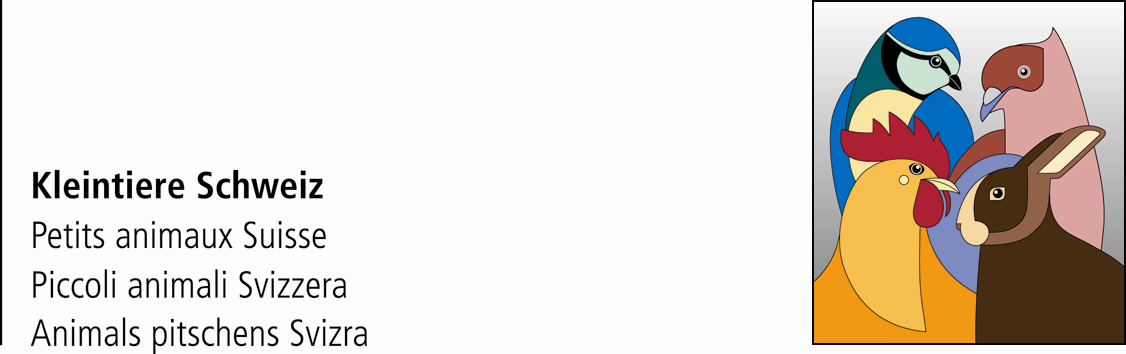 Kleintiere Schweiz
Petits animaux Suisse
Piccoli animali Svizzera
Animals pitschens Svizra